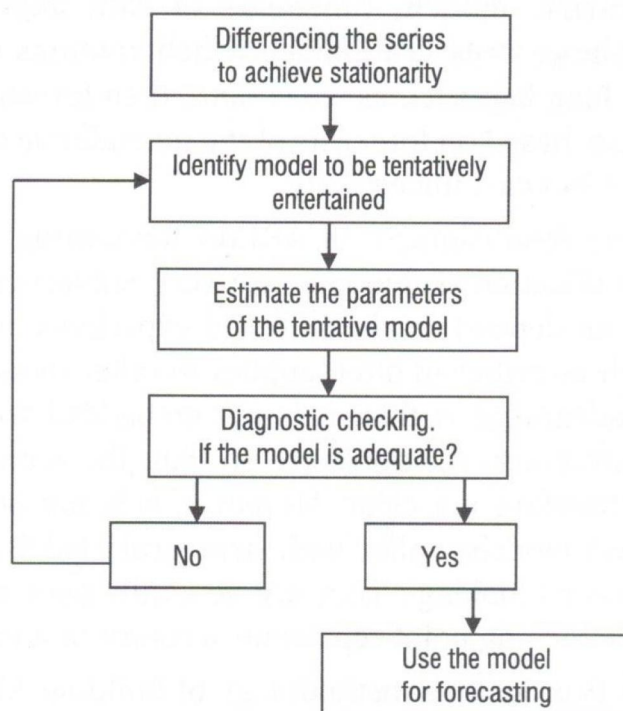 Differencing the series
to achieve stationarity
Identify model to be tentatively
entertained
Estimate the parameters
of the tentative model
Diagnostic checking.
If the model is adequate?
No
Yes
Use the model
for forecasting